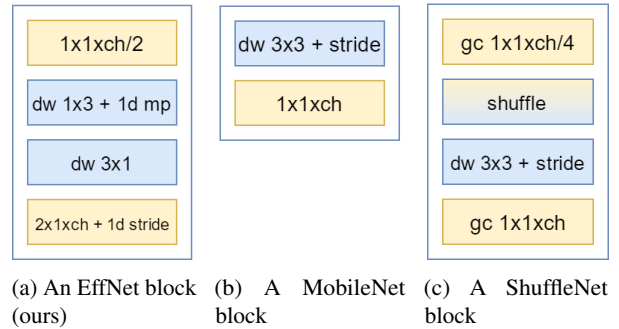 1x1xch/2
dw 1x3 + 1d mp
dw 3x1
2x1xch + 1d stride
(a) An EffNet block
(ours)
dw 3x3 + stride
1x1xch
(b) A MobileNet
block
gc 1x1xch/4
shuffle
dw 3x3 + stride
gc 1x1xch
(c) A ShuffleNet
block